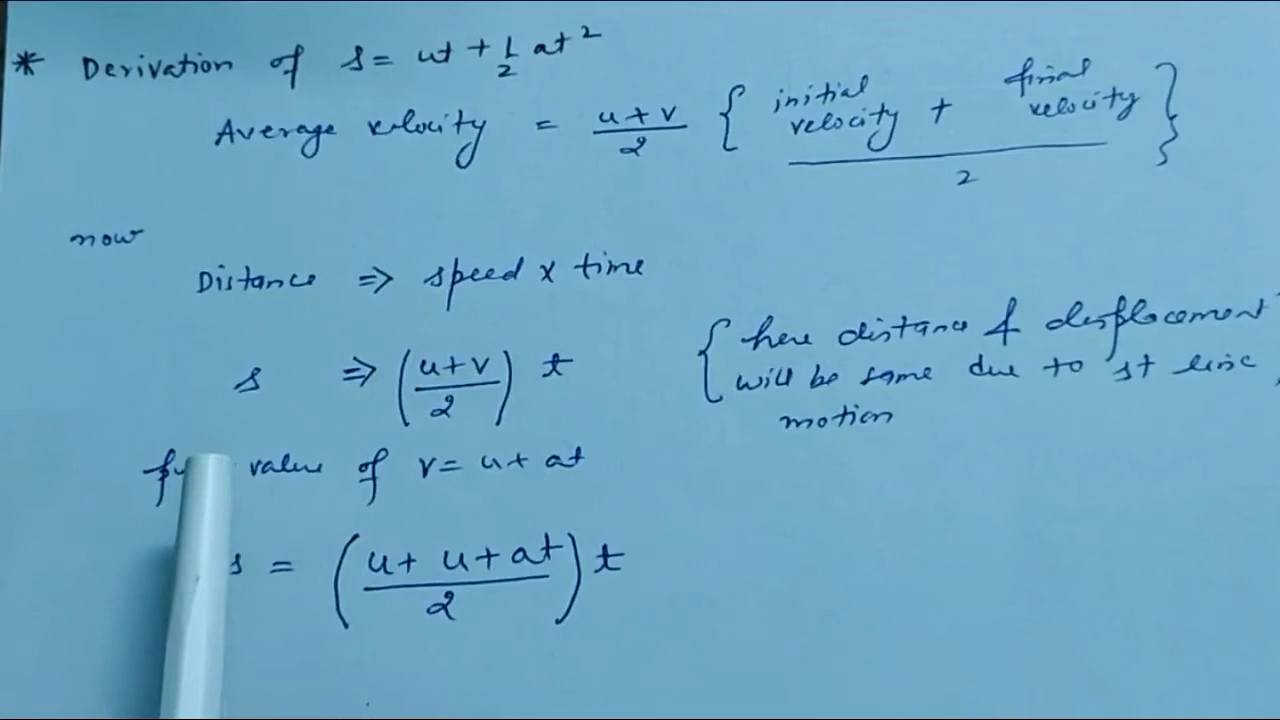 * Derivation of s = ut + 1/2 at²
Average velocity = (u+v)/2 { (initial velocity + final velocity)/2 }
now
Distance ⇒ speed × time
s ⇒ ((u+v)/2) t
{ here distance & displacement
will be same due to st line
motion
value of v = u + at
s = ((u + u + at)/2) t